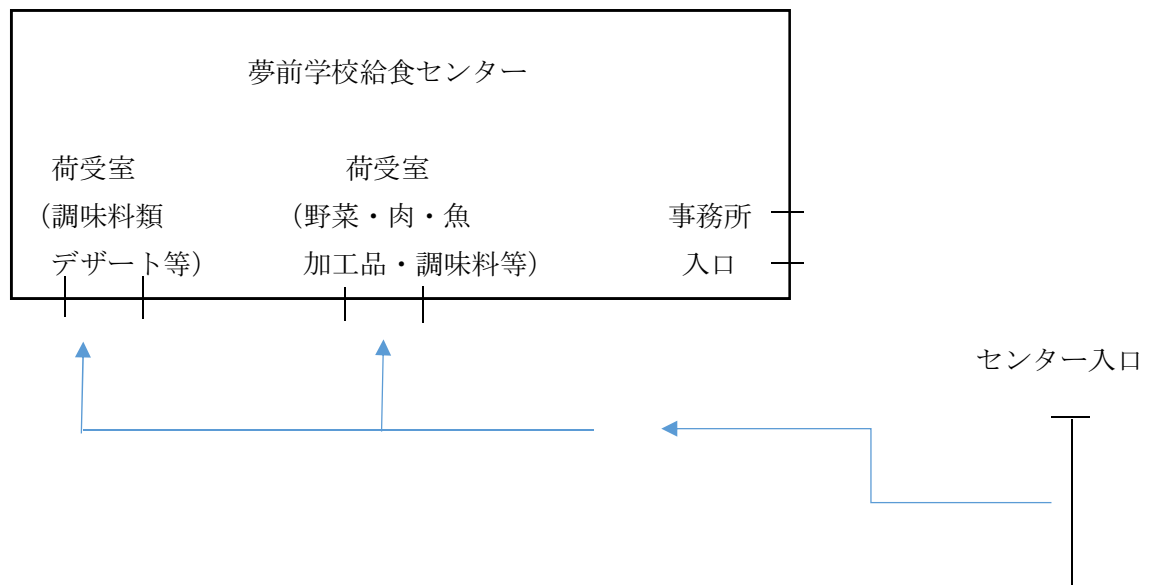 夢前学校給食センター
荷受室
(調味料類
デザート等)
荷受室
(野菜・肉・魚
加工品・調味料等)
事務所
入口
センター入口